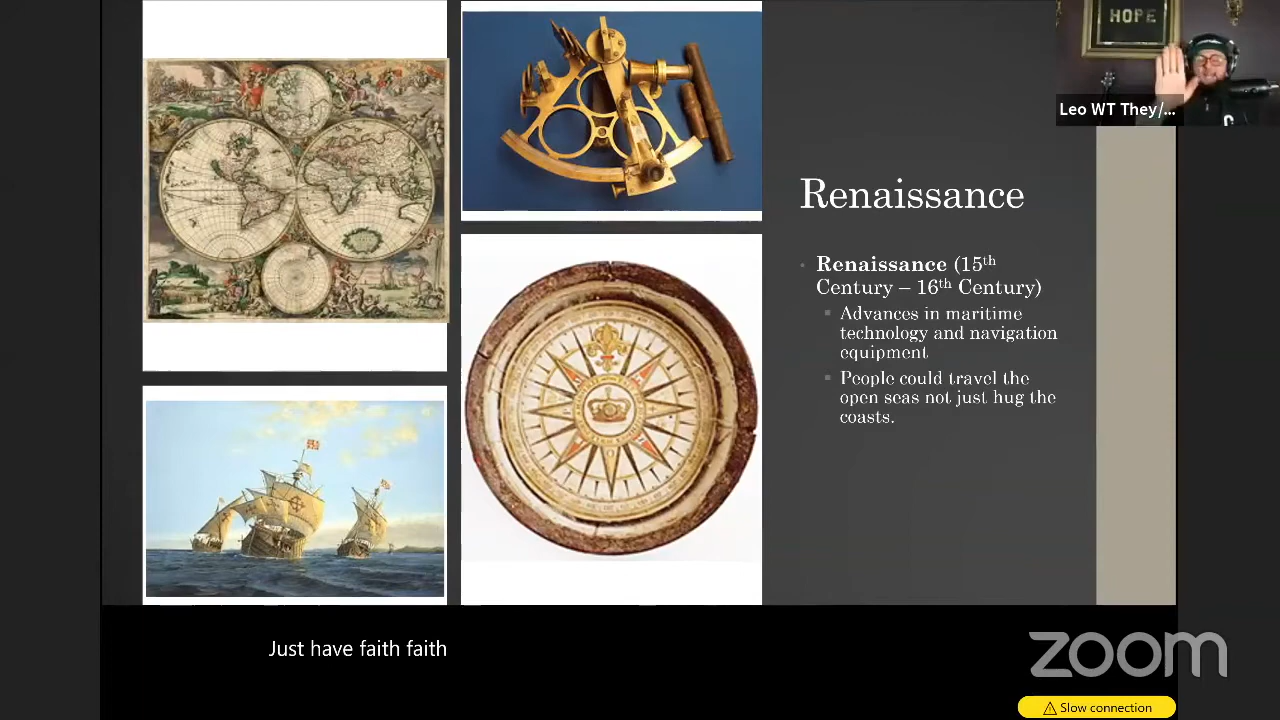 HOPE
Leo WT They/...
Renaissance
Renaissance (15th
Century – 16th Century)
Advances in maritime
technology and navigation
equipment
People could travel the
open seas not just hug the
coasts.
Just have faith faith
zoom
Slow connection